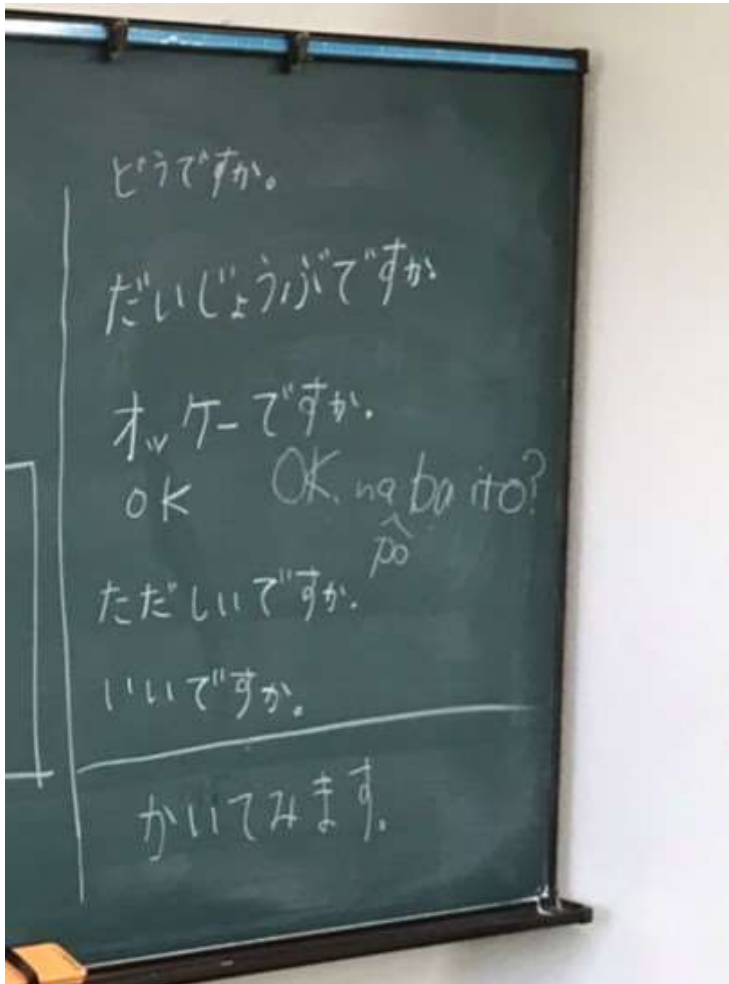 どうですか。
だいじょうぶですか
オッケーですか。
OK OK na ba ito?
po
ただしいですか。
いいですか。
かいてみます。